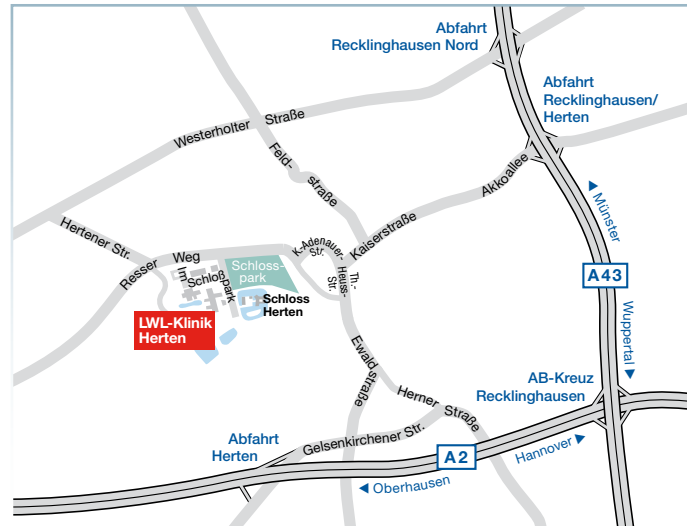 Abfahrt
Recklinghausen Nord
Abfahrt
Recklinghausen/
Herten
Westerholter Straße
Feld-
straße
Akkoallee
Kaiserstraße
Münster
Hertener Str.
Resser Weg
K-Adenauer-
Str.
Th.-
Heuss-
Str.
Im
Schloß
park
Schloss-
park
Schloss
Herten
A43
Wuppertal
LWL-Klinik
Herten
Ewaldstraße
AB-Kreuz
Recklinghausen
Herner Straße
Abfahrt
Herten
Gelsenkirchener Str.
A2
Hannover
Oberhausen